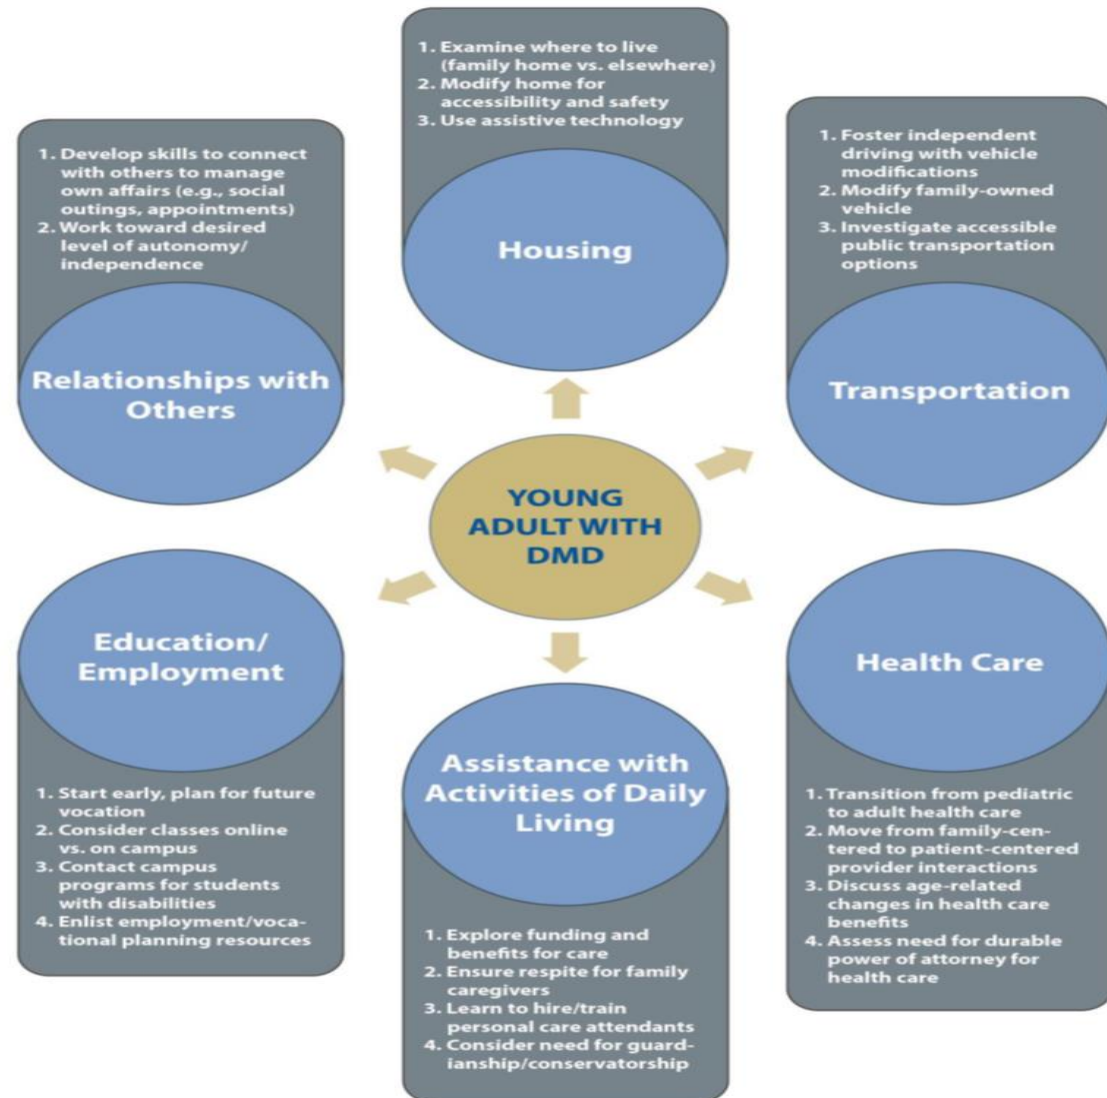 1. Examine where to live
(family home vs. elsewhere)
2. Modify home for
accessibility and safety
3. Use assistive technology
Housing
1. Develop skills to connect
with others to manage
own affairs (e.g., social
outings, appointments)
2. Work toward desired
level of autonomy/
independence
Relationships with
Others
1. Foster independent
driving with vehicle
modifications
2. Modify family-owned
vehicle
3. Investigate accessible
public transportation
options
Transportation
YOUNG
ADULT WITH
DMD
Education/
Employment
1. Start early, plan for future
vocation
2. Consider classes online
vs. on campus
3. Contact campus
programs for students
with disabilities
4. Enlist employment/voca-
tional planning resources
Assistance with
Activities of Daily
Living
1. Explore funding and
benefits for care
2. Ensure respite for family
caregivers
3. Learn to hire/train
personal care attendants
4. Consider need for guard-
ianship/conservatorship
Health Care
1. Transition from pediatric
to adult health care
2. Move from family-cen-
tered to patient-centered
provider interactions
3. Discuss age-related
changes in health care
benefits
4. Assess need for durable
power of attorney for
health care